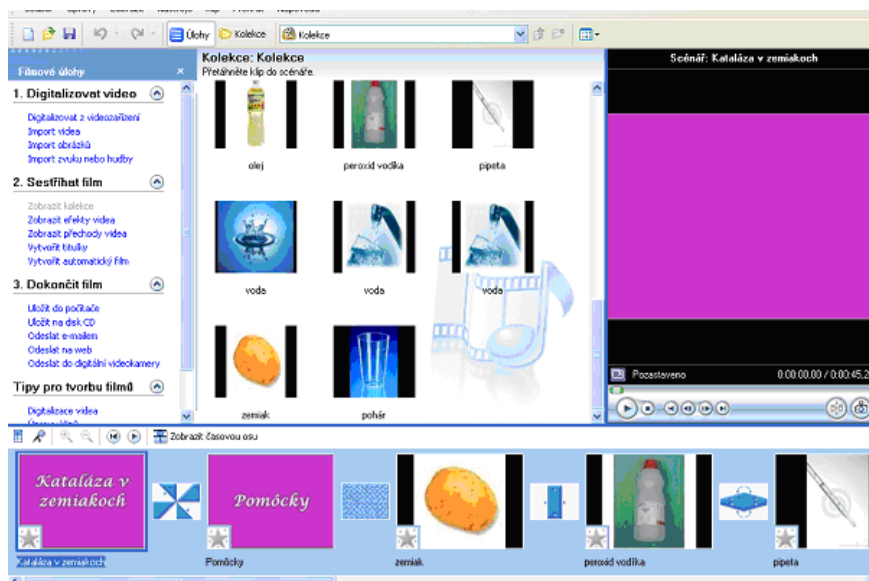 Úlohy
Kolekce
Kolekce
Filmové úlohy
Kolekce: Kolekce
Přetáhněte klip do scénáře.
1. Digitalizovat video
Digitalizovat z videozařízení
Import videa
Import obrázků
Import zvuku nebo hudby
2. Sestříhat film
Zobrazit kolekce
Zobrazit efekty videa
Zobrazit přechody videa
Vytvořit titulky
Vytvořit automatický film
3. Dokončit film
Uložit do počítače
Uložit na disk CD
Odeslat e-mailem
Odeslat na web
Odeslat do digitální videokamery
Tipy pro tvorbu filmů
Digitalizace videa
olej
peroxid vodíka
pipeta
voda
voda
voda
zemiak
pohár
Scénář: Kataláza v zemiakoch
Pozastaveno
0:00:00,00 / 0:00:45,2
Zobrazit časovou osu
Kataláza v
zemiakoch
Pomôcky
Kataláza v zemiakoch
Pomôcky
zemiak
peroxid vodíka
pipeta